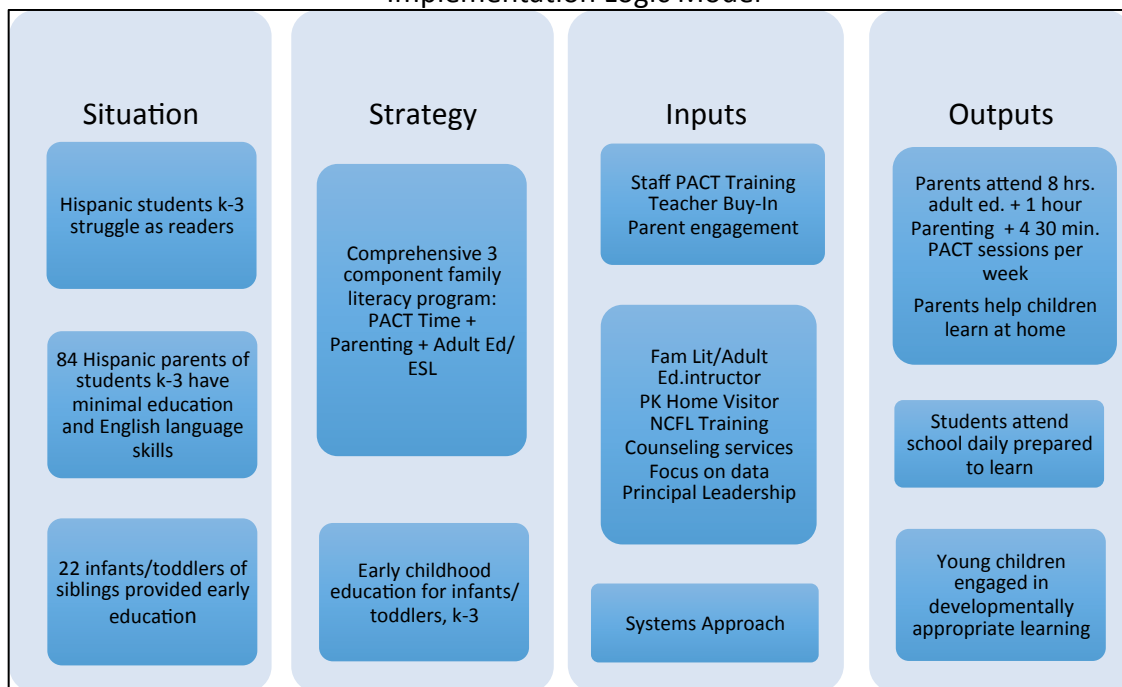 Implementation Logic Model
Situation
Hispanic students k-3
struggle as readers
84 Hispanic parents of
students k-3 have
minimal education
and English language
skills
22 infants/toddlers of
siblings provided early
education
Strategy
Comprehensive 3
component family
literacy program:
PACT Time +
Parenting + Adult Ed/
ESL
Early childhood
education for infants/
toddlers, k-3
Inputs
Staff PACT Training
Teacher Buy-In
Parent engagement
Fam Lit/Adult
Ed.intructor
PK Home Visitor
NCFL Training
Counseling services
Focus on data
Principal Leadership
Systems Approach
Outputs
Parents attend 8 hrs.
adult ed. + 1 hour
Parenting + 4 30 min.
PACT sessions per
week
Parents help children
learn at home
Students attend
school daily prepared
to learn
Young children
engaged in
developmentally
appropriate learning